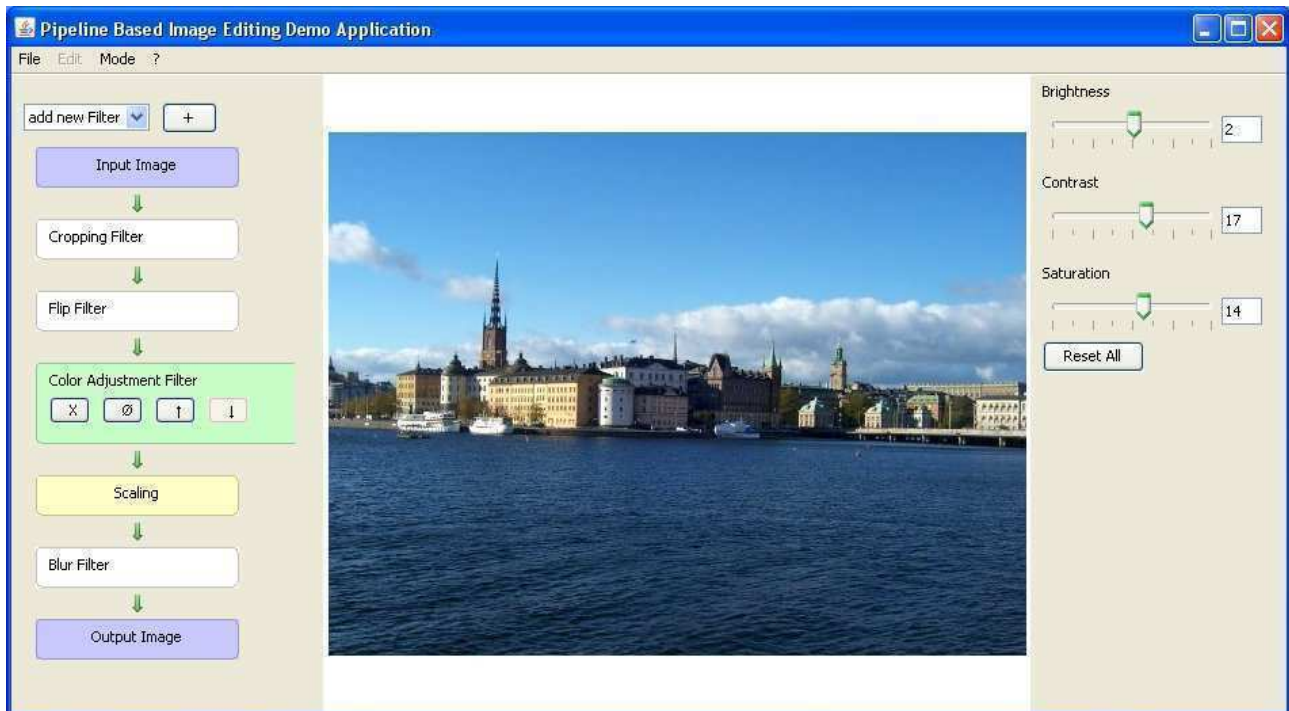 Pipeline Based Image Editing Demo Application
File Edit Mode ?
add new Filter +
Input Image
Cropping Filter
Flip Filter
Color Adjustment Filter
X Ø ↑ ↓
Scaling
Blur Filter
Output Image
Brightness
2
Contrast
17
Saturation
14
Reset All